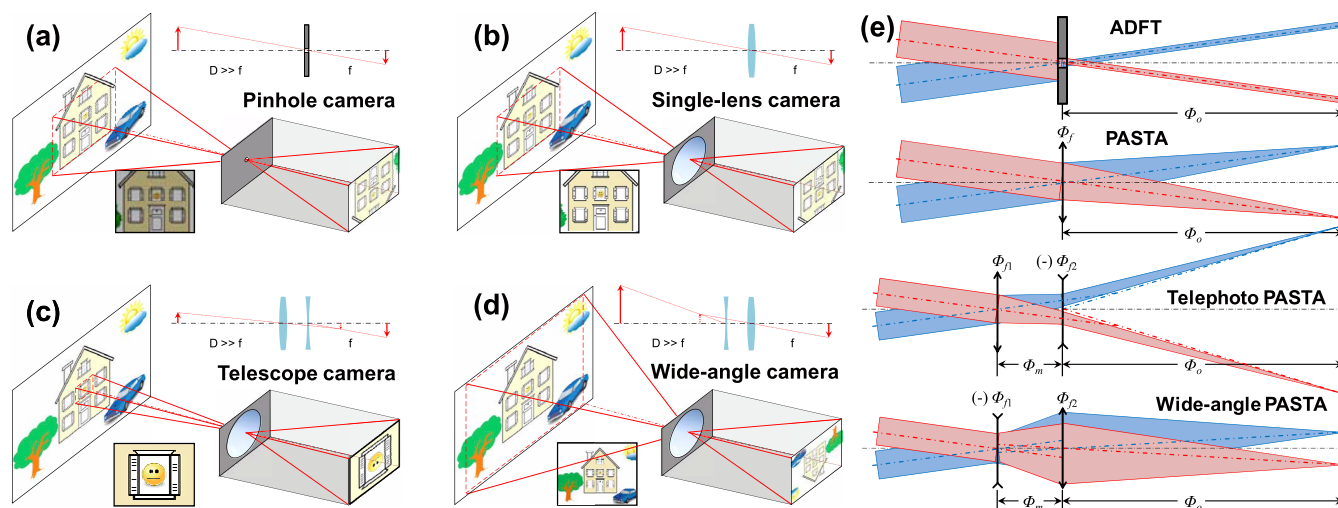 (a)
D >> f
f
Pinhole camera
(b)
D >> f
f
Single-lens camera
(c)
D >> f
f
Telescope camera
(d)
D >> f
f
Wide-angle camera
(e)
ADFT
Φo
Φf
PASTA
Φo
Φf1
(-) Φf2
Telephoto PASTA
Φm
Φo
(-) Φf1
Φf2
Wide-angle PASTA
Φm
Φo